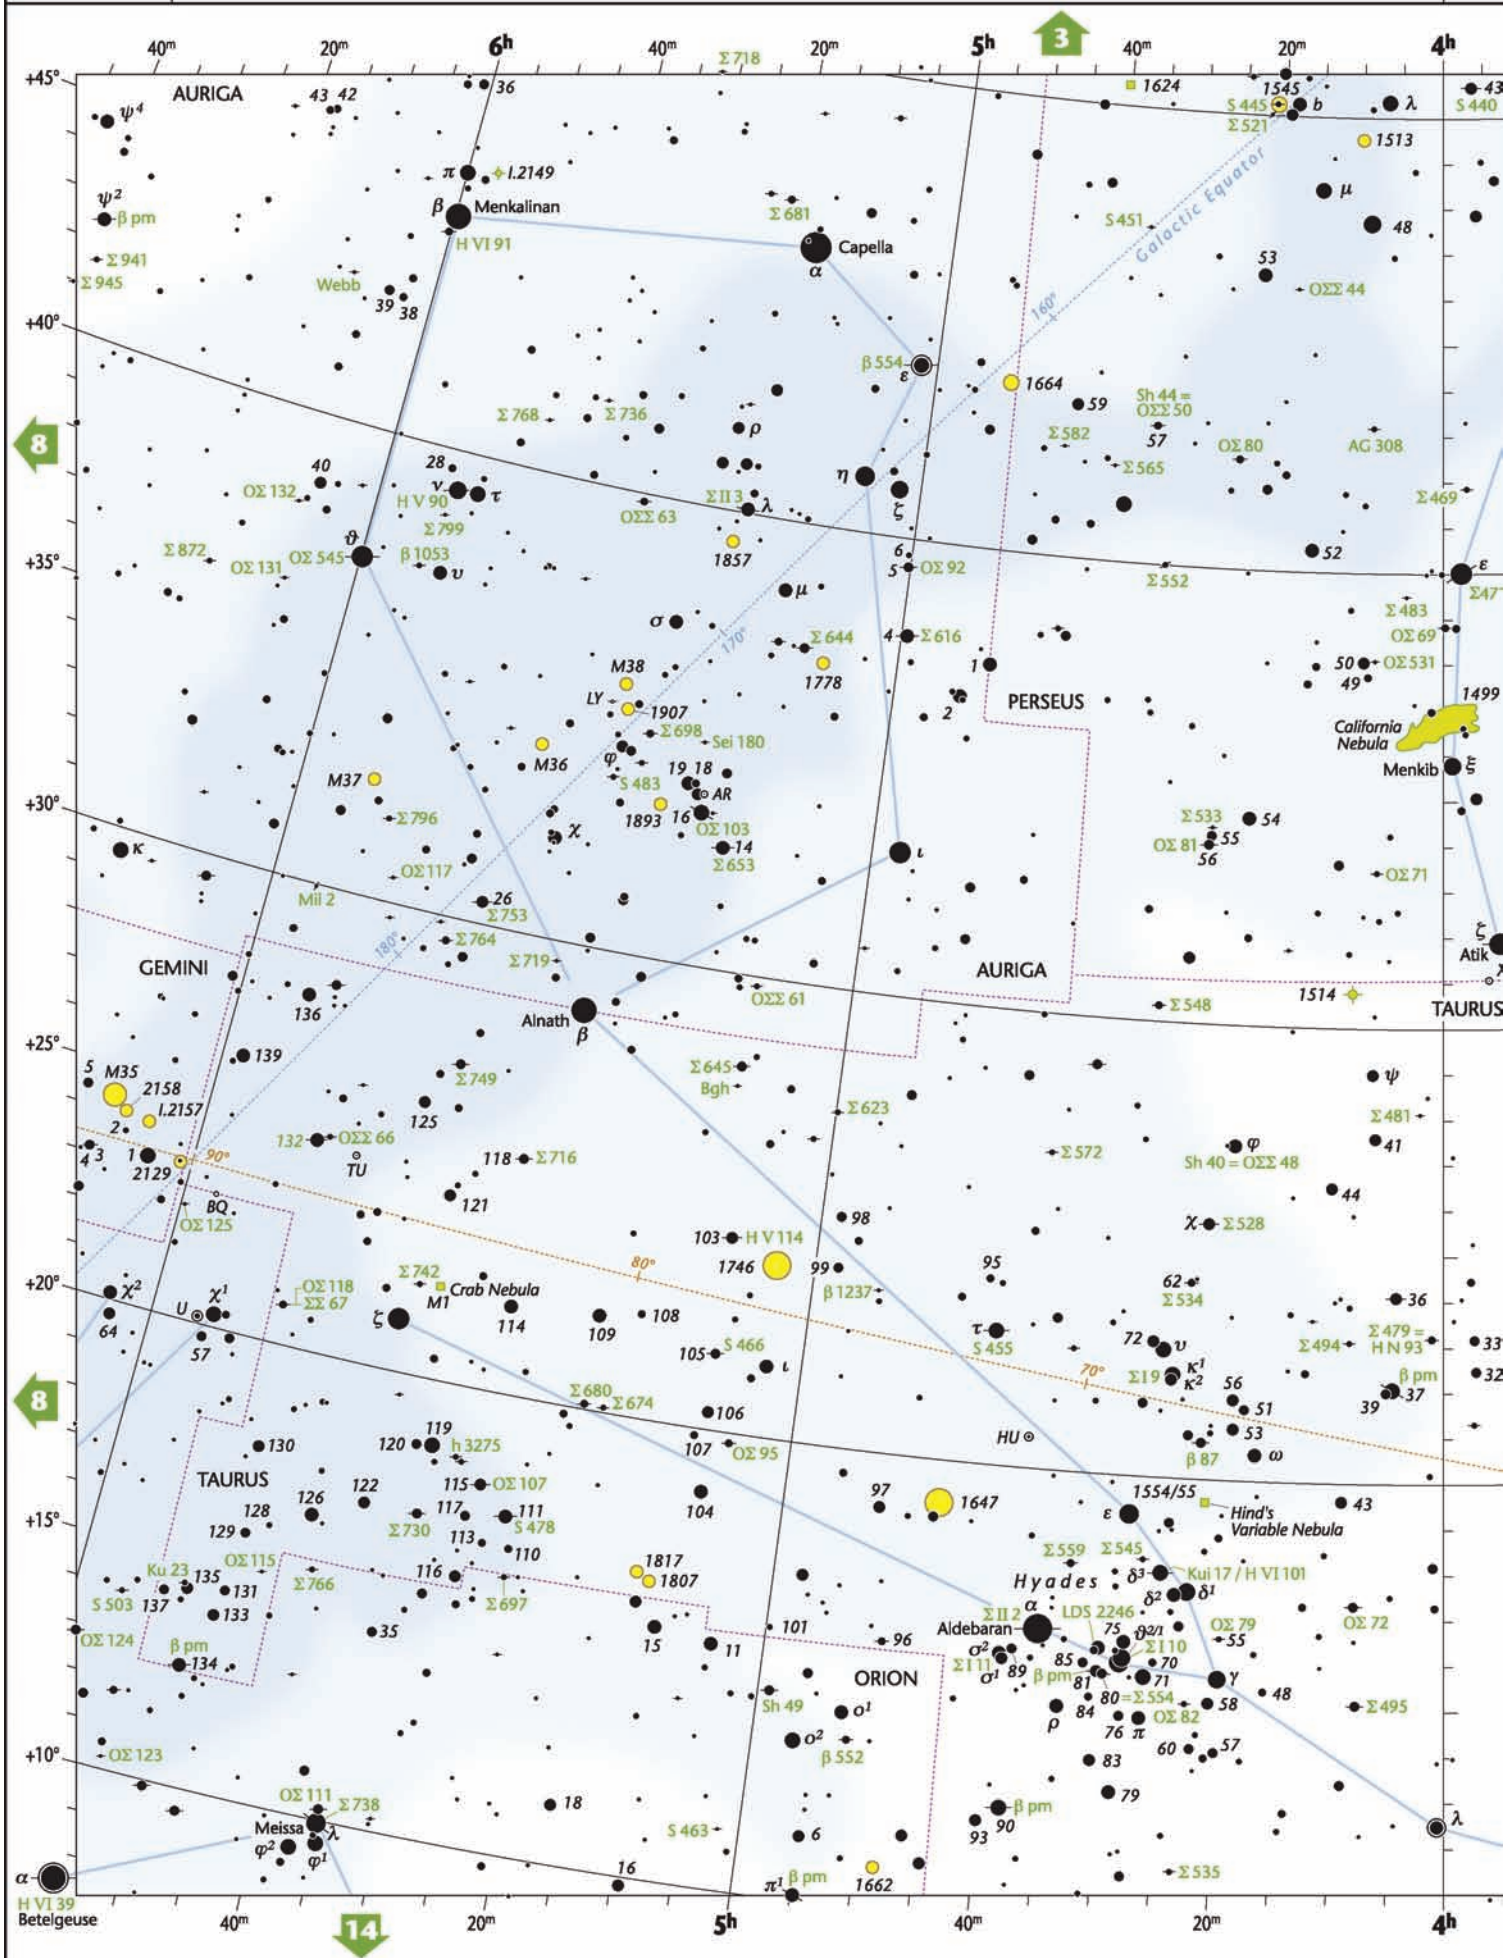 3
40ᵐ 20ᵐ 6ʰ 40ᵐ 20ᵐ 5ʰ 40ᵐ 20ᵐ 4ʰ
Σ 718
+45°
AURIGA
43 42
36
1624
1545
S 445
b
λ
43
S 440
Σ 521
ψ⁴
1513
π
I.2149
ψ²
β pm
β
Menkalinan
Σ 681
S 451
Galactic Equator
μ
48
H VI 91
Capella
α
Σ 941
Σ 945
Webb
39
38
53
OΣΣ 44
160°
+40°
β 554
ε
1664
59
Sh 44 =
OΣΣ 50
57
Σ 768
Σ 736
ρ
Σ 582
Σ 565
OΣ 80
AG 308
8
40
28
OΣ 132
H V 90
ν
τ
η
ζ
Σ 799
OΣΣ 63
Σ II 3
λ
Σ 469
Σ 872
OΣ 131
OΣ 545
ϑ
β 1053
υ
1857
6
5
OΣ 92
52
ε
+35°
Σ 552
Σ 47
Σ 483
μ
σ
170°
Σ 644
4
Σ 616
OΣ 69
M38
1778
1
50
OΣ 531
49
LY
1907
2
PERSEUS
1499
California
Nebula
Σ 698
Sei 180
M36
φ
M37
S 483
19 18
AR
Menkib
ξ
+30°
1893
16
OΣ 103
Σ 533
54
55
OΣ 81
56
Σ 796
χ
14
Σ 653
κ
OΣ 117
ι
OΣ 71
Mil 2
26
Σ 753
180°
Σ 764
ζ
Atik
GEMINI
Σ 719
AURIGA
136
OΣΣ 61
1514
Σ 548
TAURUS
Alnath
β
+25°
139
5
M35
2158
I.2157
Σ 749
Σ 645
Bgh
ψ
125
Σ 623
Σ 481
2
132
OΣΣ 66
TU
41
4 3
1
2129
90°
118
Σ 716
Σ 572
φ
Sh 40 = OΣΣ 48
BQ
OΣ 125
121
44
98
χ
Σ 528
103
H V 114
80°
1746
99
+20°
Σ 742
Crab Nebula
M1
β 1237
95
62
Σ 534
χ²
U
χ¹
OΣ 118
ΣΣ 67
36
64
ζ
114
109
108
57
τ
S 455
72
υ
Σ 494
Σ 479 =
H N 93
33
S 466
105
ι
70°
Σ I 9
κ¹
κ²
β pm
32
8
Σ 680
Σ 674
56
51
39
37
106
119
130
120
h 3275
107
OΣ 95
HU
53
β 87
ω
TAURUS
115
OΣ 107
126
122
104
97
1647
1554/55
Hind's
Variable Nebula
43
+15°
128
129
117
111
S 478
ε
Σ 730
113
110
OΣ 115
1817
1807
Σ 559
Σ 545
Kui 17 / H VI 101
Ku 23
135
131
Σ 766
116
Hyades
δ³
δ²
δ¹
S 503
137
133
Σ 697
α
Σ II 2
LDS 2246
OΣ 79
OΣ 72
OΣ 124
35
101
Aldebaran
75
ϑ²/¹
Σ I 10
55
15
11
96
σ²
β pm
134
Σ I 11
σ¹
89
85
β pm
81
70
71
γ
ORION
80
= Σ 554
48
Sh 49
ο¹
ρ
84
58
Σ 495
76
π
OΣ 82
ο²
β 552
+10°
OΣ 123
83
60
57
79
OΣ 111
Σ 738
18
β pm
λ
Meissa
λ
S 463
6
93
90
φ²
φ¹
16
Σ 535
α
β pm
π¹
1662
H VI 39
Betelgeuse
40ᵐ 20ᵐ 5ʰ 40ᵐ 20ᵐ 4ʰ
14